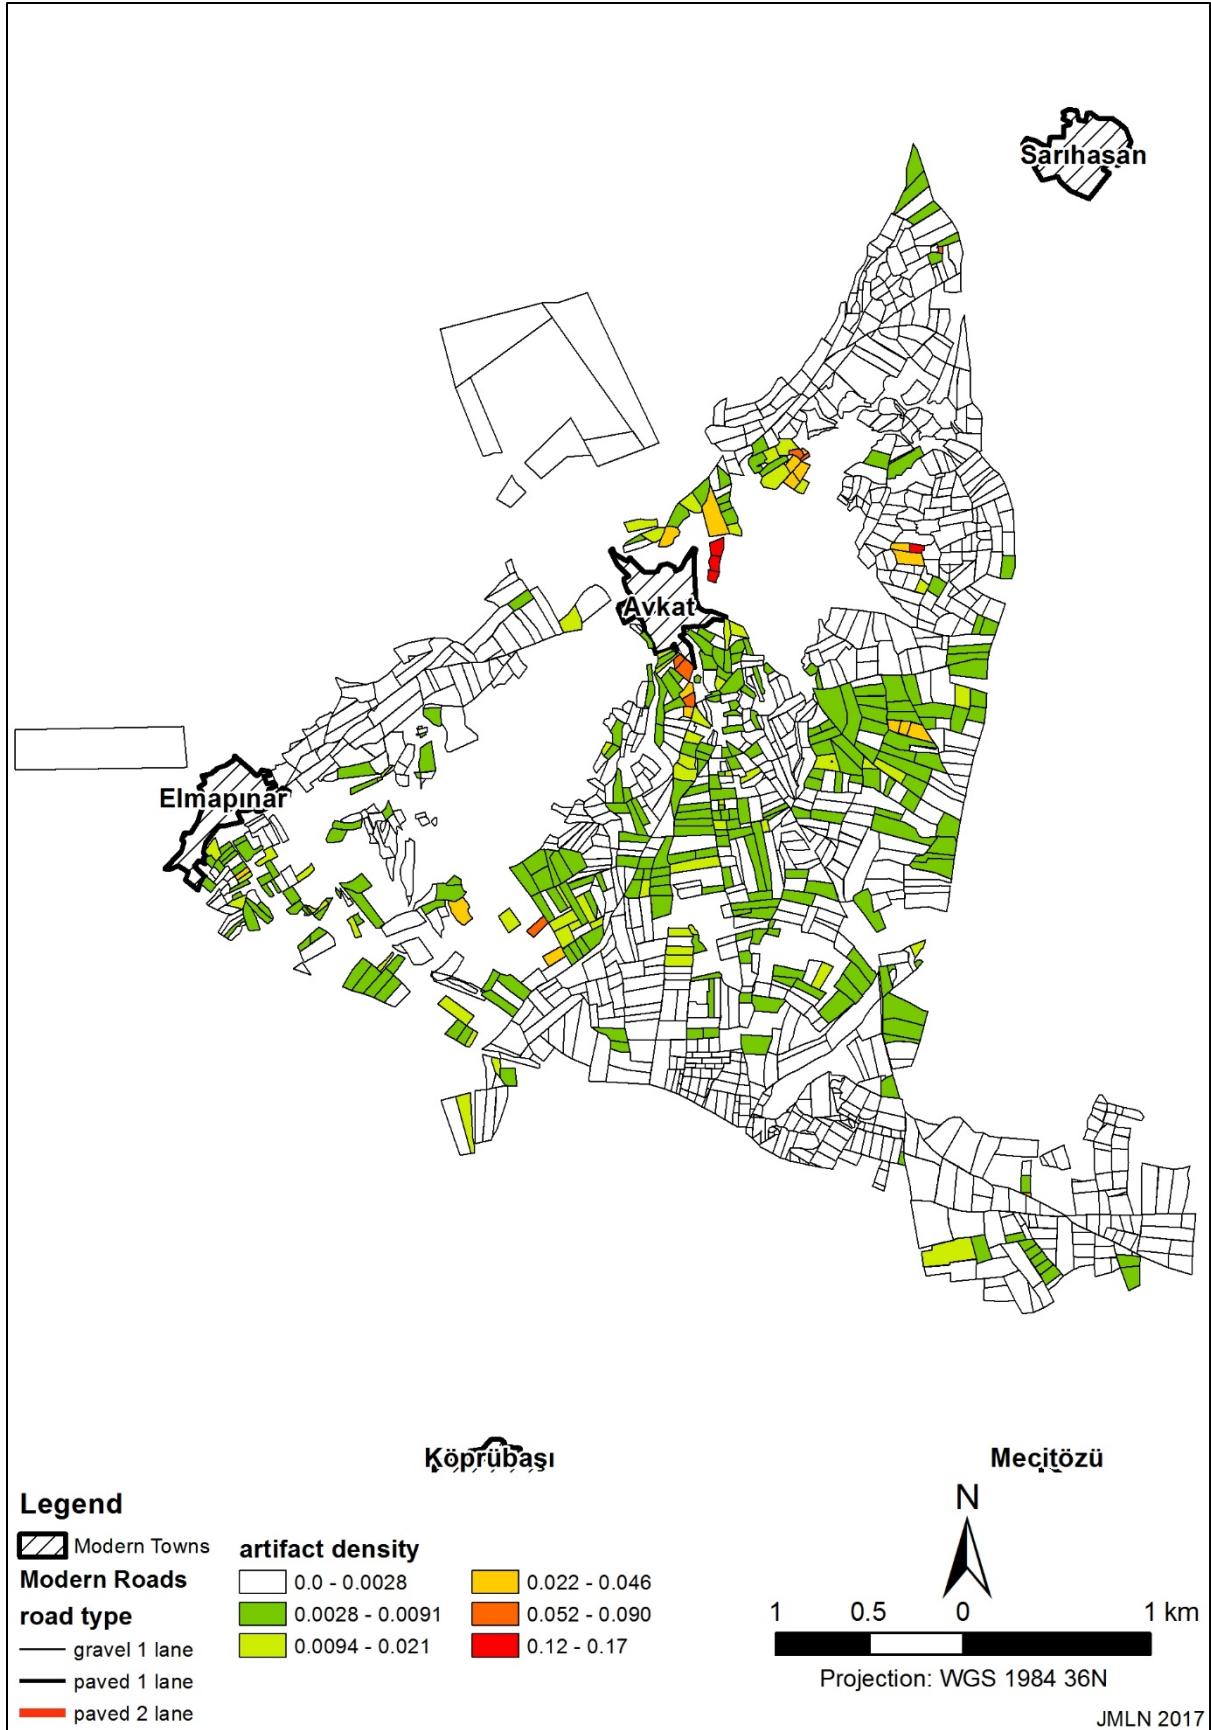 Sarıhasan
Avkat
Elmapınar
Köprübaşı
Mecitözü
Legend
Modern Towns
Modern Roads
road type
gravel 1 lane
paved 1 lane
paved 2 lane
artifact density
0.0 - 0.0028
0.0028 - 0.0091
0.0094 - 0.021
0.022 - 0.046
0.052 - 0.090
0.12 - 0.17
N
1 0.5 0 1 km
Projection: WGS 1984 36N
JMLN 2017